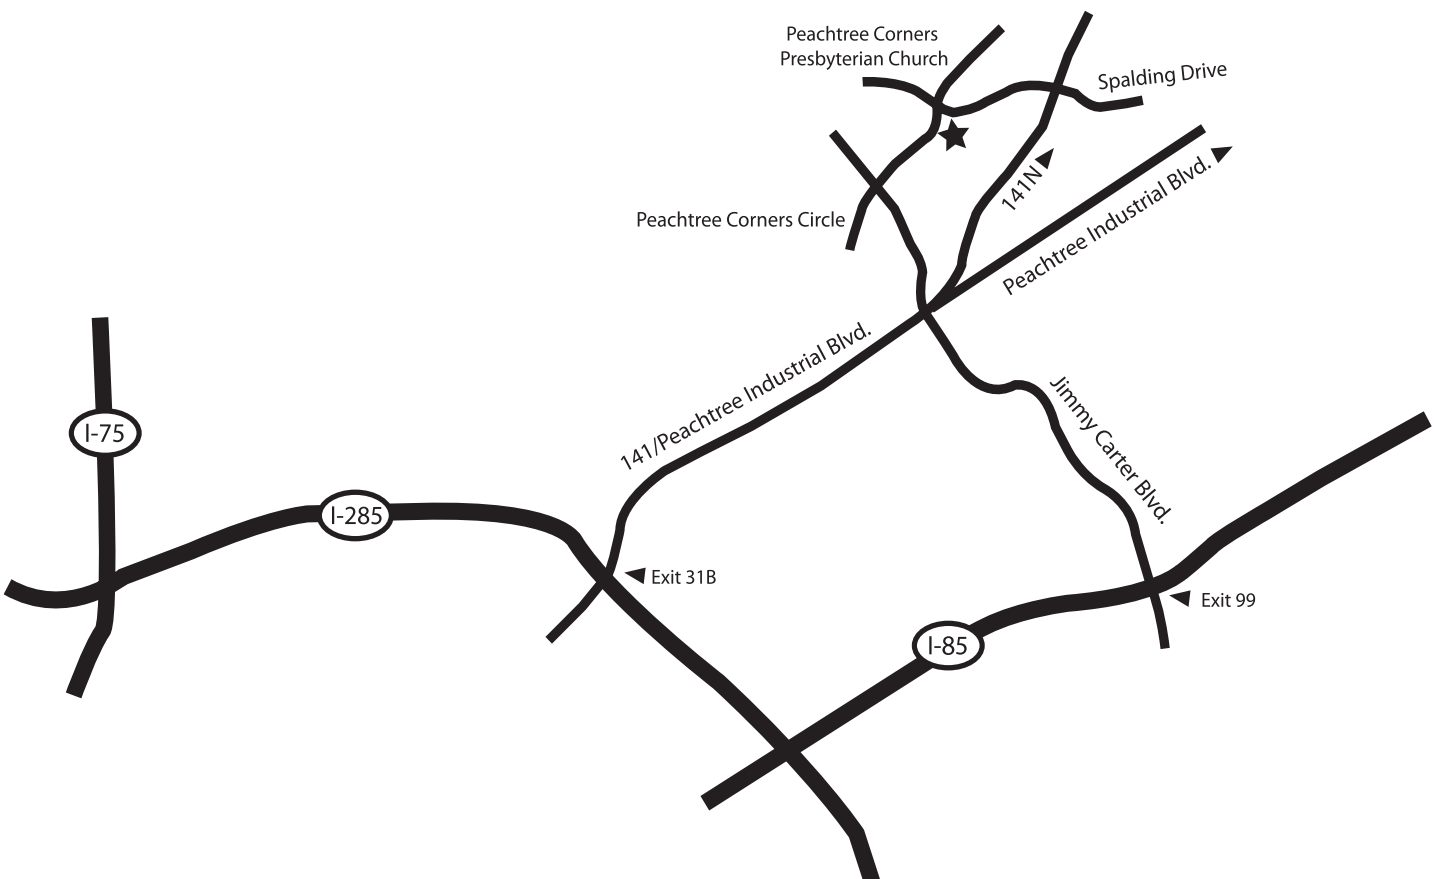 Peachtree Corners
Presbyterian Church
Spalding Drive
141N
Peachtree Industrial Blvd.
Peachtree Corners Circle
141/Peachtree Industrial Blvd.
Jimmy Carter Blvd.
I-75
I-285
Exit 31B
Exit 99
I-85